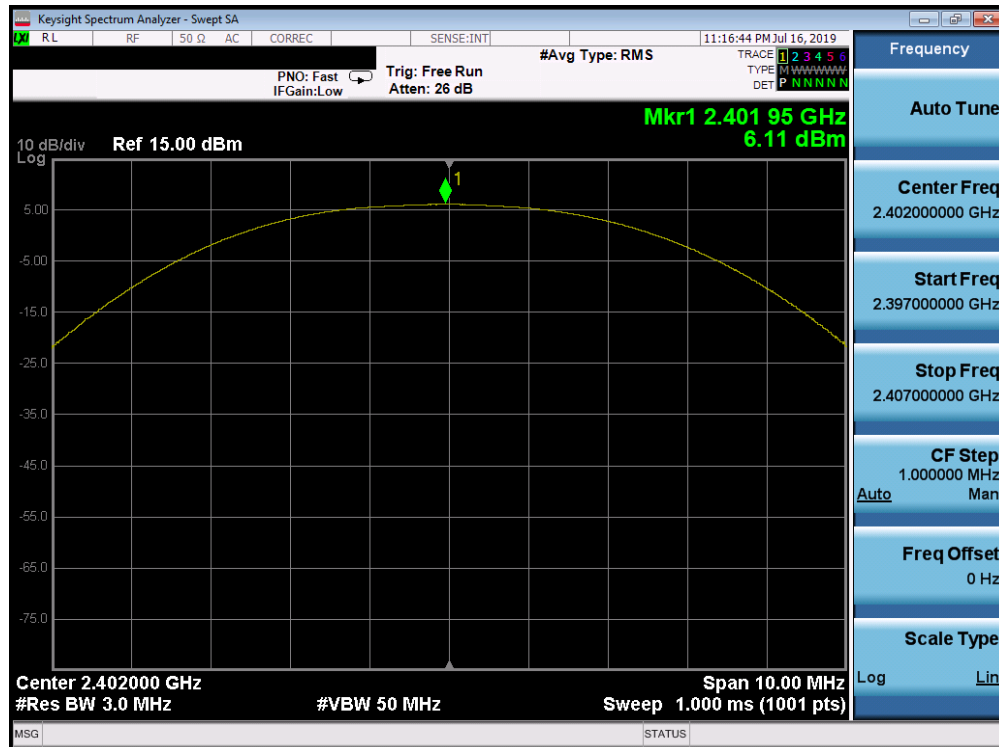 Keysight Spectrum Analyzer - Swept SA
LXI RL RF 50 Ω AC CORREC SENSE:INT 11:16:44 PM Jul 16, 2019
#Avg Type: RMS
TRACE 1 2 3 4 5 6
TYPE M W W W W W
DET P N N N N N
PNO: Fast
IFGain:Low
Trig: Free Run
Atten: 26 dB
Mkr1 2.401 95 GHz
6.11 dBm
10 dB/div
Log
Ref 15.00 dBm
1
5.00
-5.00
-15.0
-25.0
-35.0
-45.0
-55.0
-65.0
-75.0
Center 2.402000 GHz
Span 10.00 MHz
#Res BW 3.0 MHz
#VBW 50 MHz
Sweep 1.000 ms (1001 pts)
MSG
STATUS
Frequency
Auto Tune
Center Freq
2.402000000 GHz
Start Freq
2.397000000 GHz
Stop Freq
2.407000000 GHz
CF Step
1.000000 MHz
Auto Man
Freq Offset
0 Hz
Scale Type
Log Lin